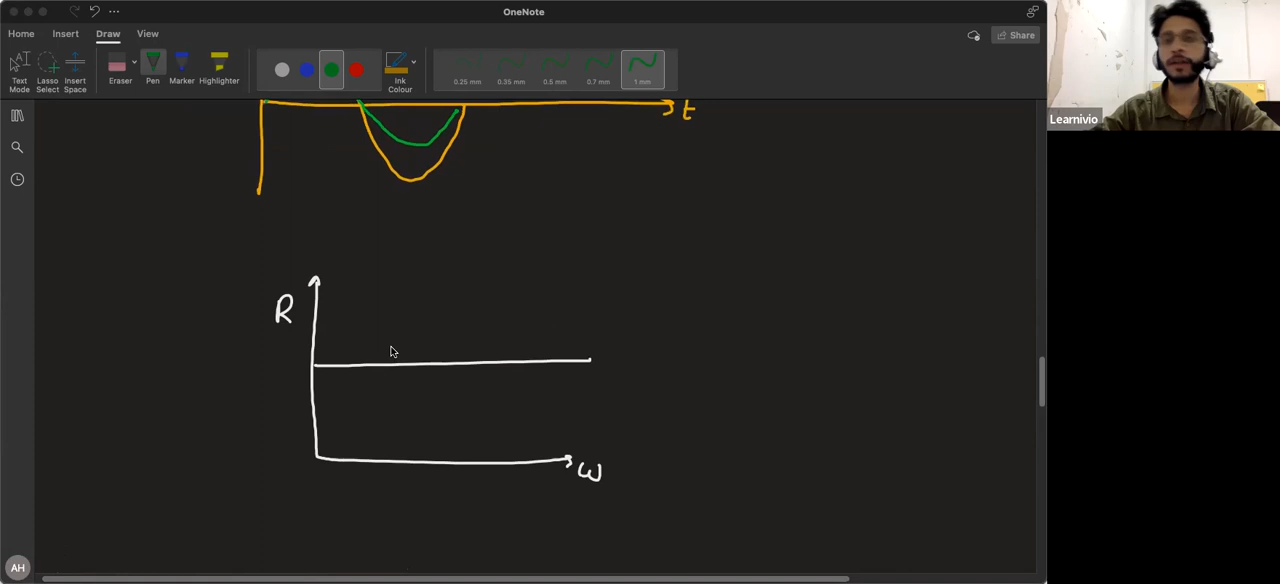 OneNote
Home Insert Draw View
Share
Text Mode
Lasso Select
Insert Space
Eraser
Pen
Marker
Highlighter
0.25 mm
0.35 mm
0.5 mm
0.7 mm
1 mm
Ink Colour
Learnivio
t
R
ω
AH